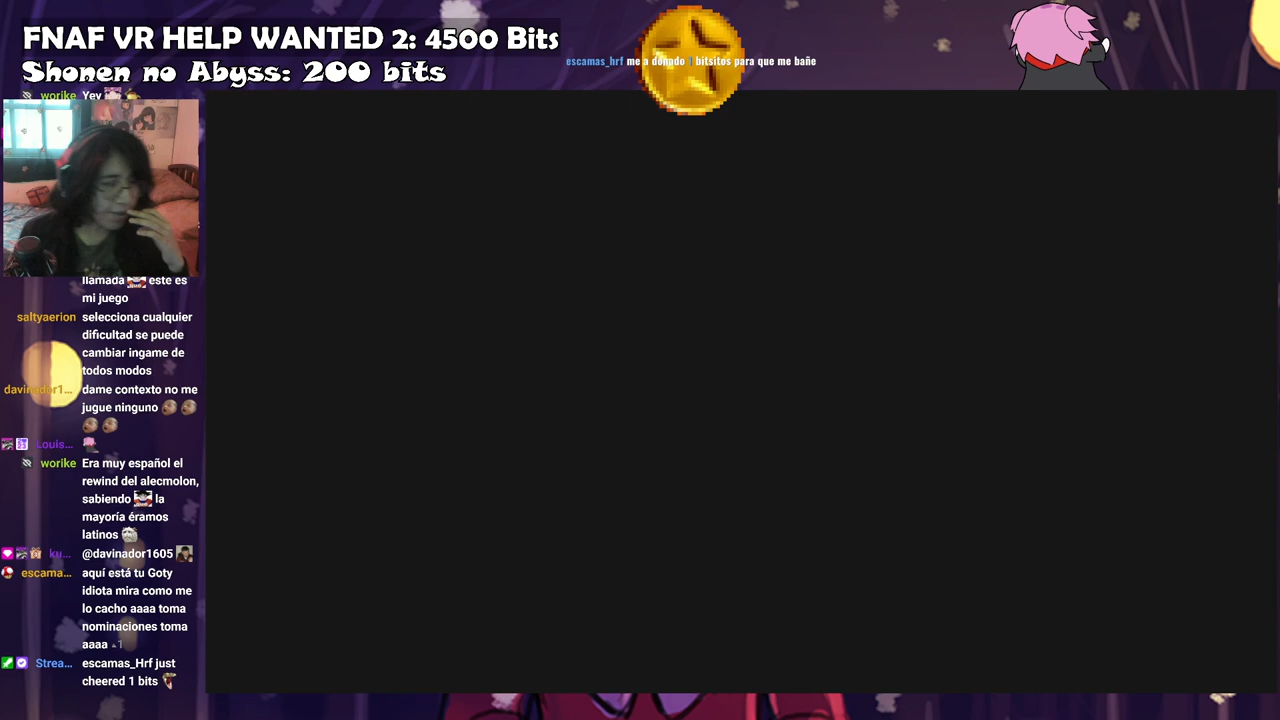 FNAF VR HELP WANTED 2: 4500 Bits
Shonen no Abyss: 200 bits
escamas_hrf me a donado 1 bitsitos para que me bañe
worike Yey
llamada este es
mi juego
saltyaerion selecciona cualquier
dificultad se puede
cambiar ingame de
todos modos
davinador1... dame contexto no me
jugue ninguno
Louis...
worike Era muy español el
rewind del alecmolon,
sabiendo la
mayoría éramos
latinos
ku... @davinador1605
escama... aquí está tu Goty
idiota mira como me
lo cacho aaaa toma
nominaciones toma
aaaa 1
Strea... escamas_Hrf just
cheered 1 bits